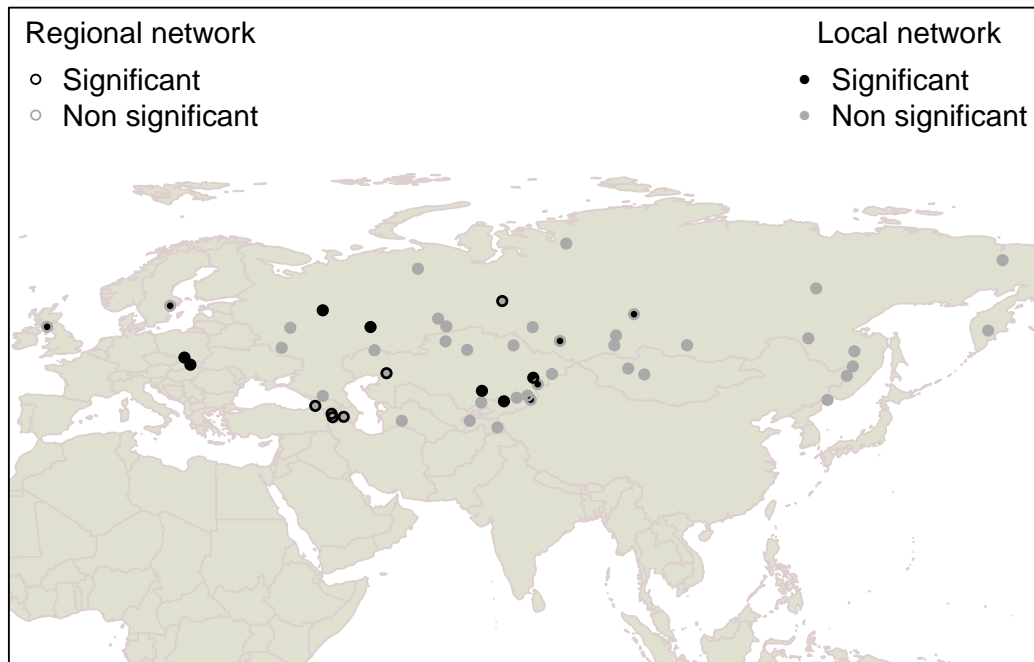 Regional network
Significant
Non significant
Local network
Significant
Non significant